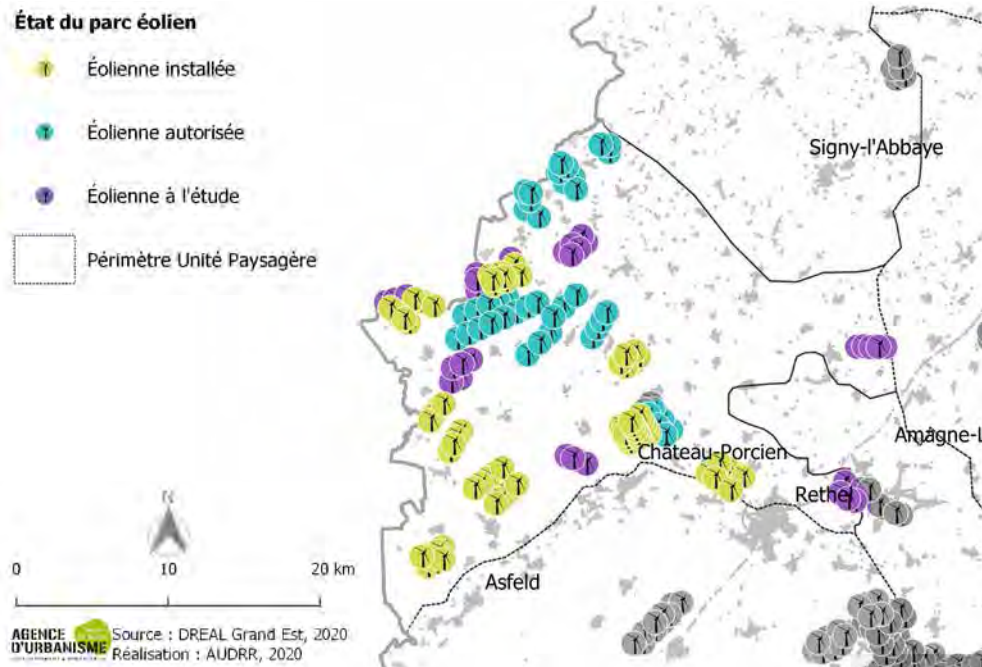 État du parc éolien
Éolienne installée
Éolienne autorisée
Éolienne à l'étude
Périmètre Unité Paysagère
Signy-l'Abbaye
Amagne-L
Château-Porcien
Rethel
Asfeld
N
0 10 20 km
AGENCE
D'URBANISME
Source : DREAL Grand Est, 2020
Réalisation : AUDRR, 2020